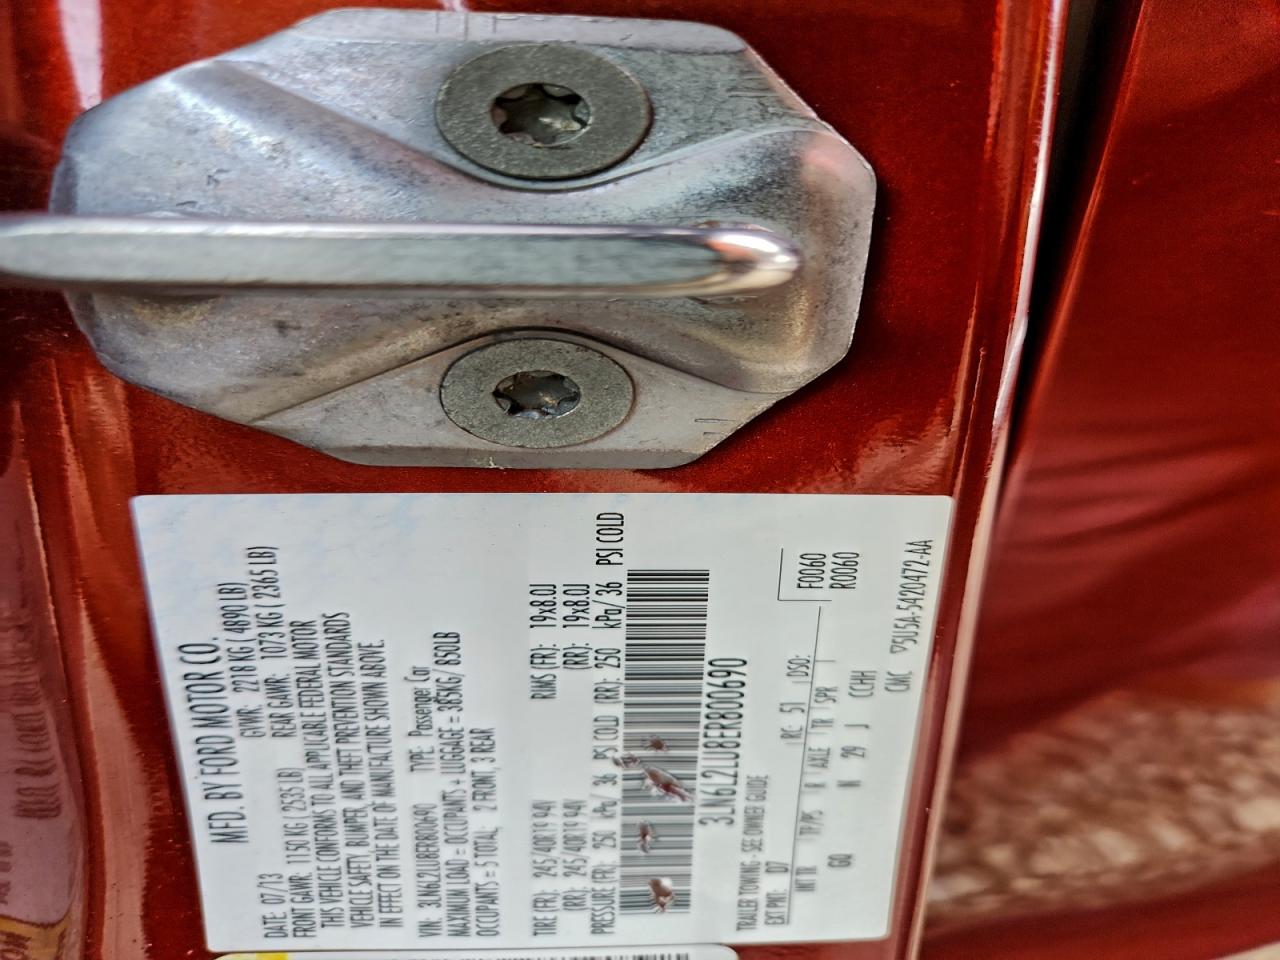 MFD. BY FORD MOTOR CO.
DATE: 07/13 GVWR: 2218 KG ( 4890 LB)
FRONT GAWR: 1150 KG ( 2535 LB) REAR GAWR: 1073 KG ( 2365 LB)
THIS VEHICLE CONFORMS TO ALL APPLICABLE FEDERAL MOTOR
VEHICLE SAFETY, BUMPER, AND THEFT PREVENTION STANDARDS
IN EFFECT ON THE DATE OF MANUFACTURE SHOWN ABOVE.
VIN: 3LN6L2LU8ER800690 TYPE: Passenger Car
MAXIMUM LOAD = OCCUPANTS + LUGGAGE = 385KG/ 850LB
OCCUPANTS = 5 TOTAL, 2 FRONT, 3 REAR
TIRE (FR): 245/40R19 94V RIMS (FR): 19x8.0J
(RR): 245/40R19 94V (RR): 19x8.0J
PRESSURE (FR): 250 kPa/ 36 PSI COLD (RR): 250 kPa/ 36 PSI COLD
3LN6L2LU8ER800690
TRAILER TOWING - SEE OWNER GUIDE
EXT PNT: D7 RC: 51 DSO: F0060
R0060
INT TR TP/PS R AXLE TR SPR
GQ N 29 J CCHH
CMC
5U5A-5420472-AA